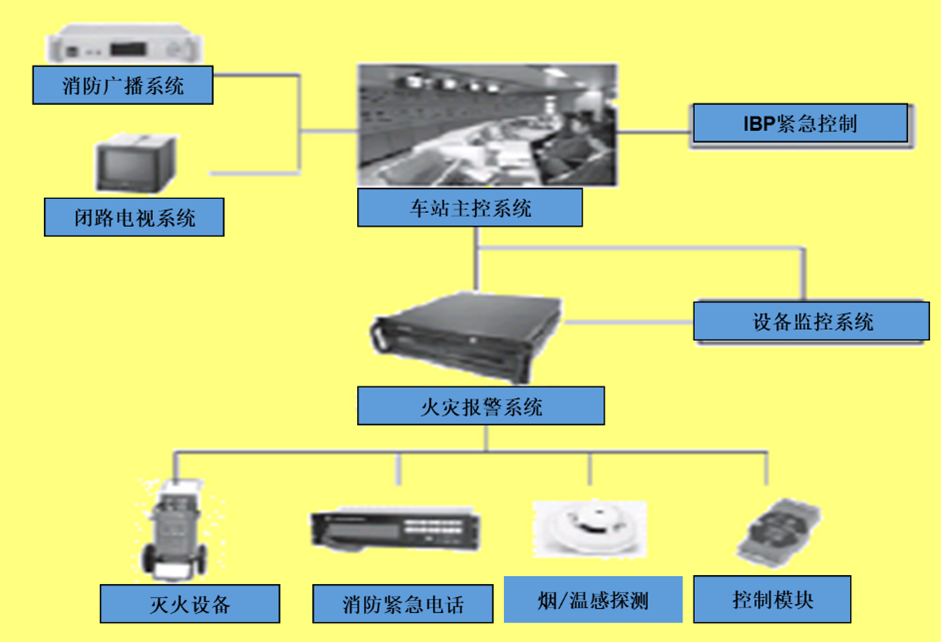 消防广播系统
IBP紧急控制
闭路电视系统
车站主控系统
设备监控系统
火灾报警系统
灭火设备
消防紧急电话
烟/温感探测
控制模块